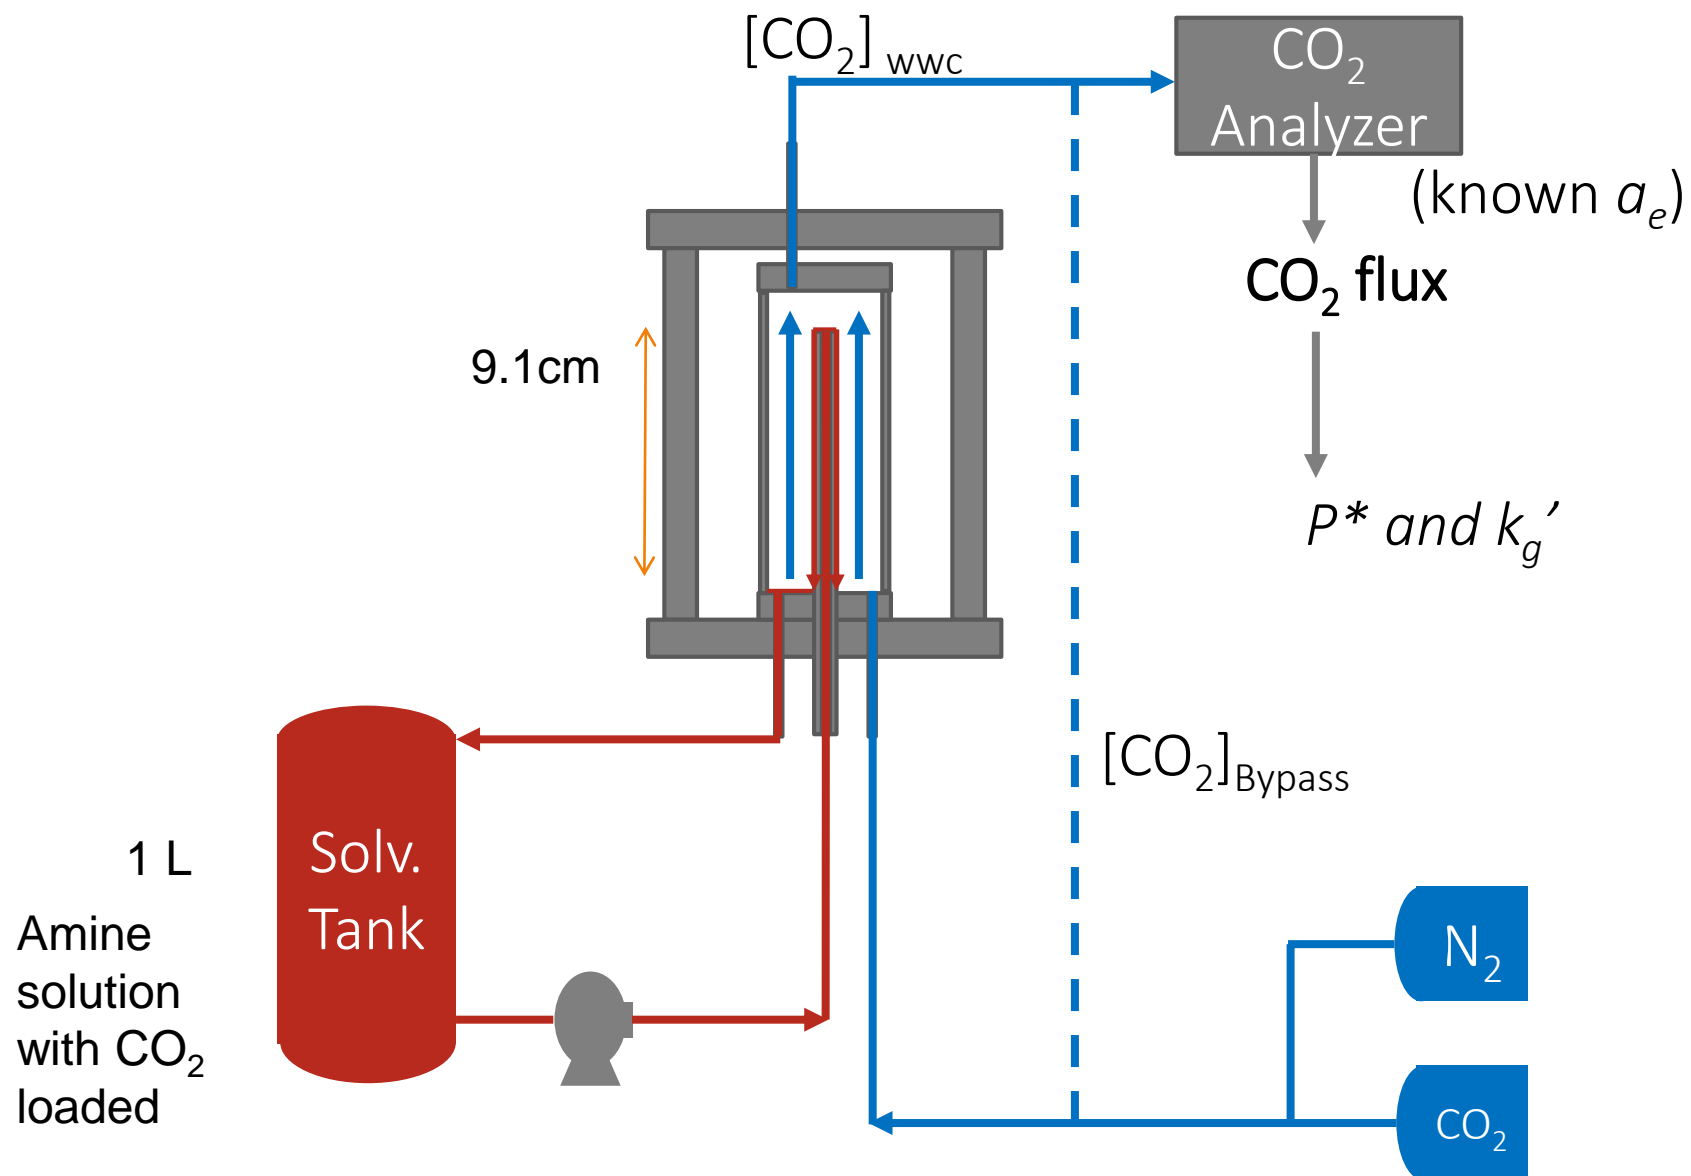 [CO₂] wwc
CO₂
Analyzer
(known aₑ)
CO₂ flux
9.1cm
P* and k_g’
[CO₂]Bypass
1 L
Solv.
Tank
Amine
solution
with CO₂
loaded
N₂
CO₂